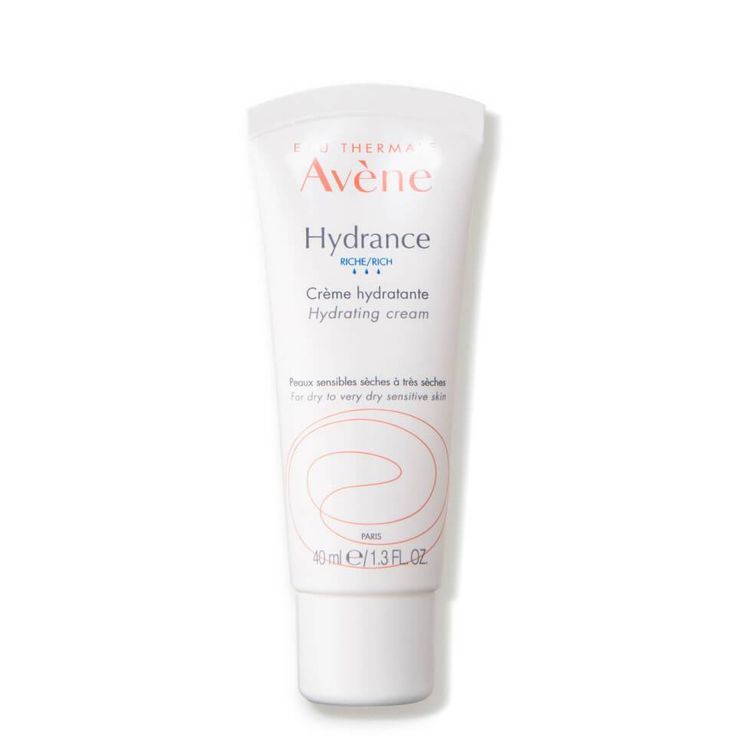 EAU THERMALE
Avène
Hydrance
RICHE/RICH
Crème hydratante
Hydrating cream
Peaux sensibles sèches à très sèches
For dry to very dry sensitive skin
PARIS
40 ml ℮/1.3 FL. OZ.